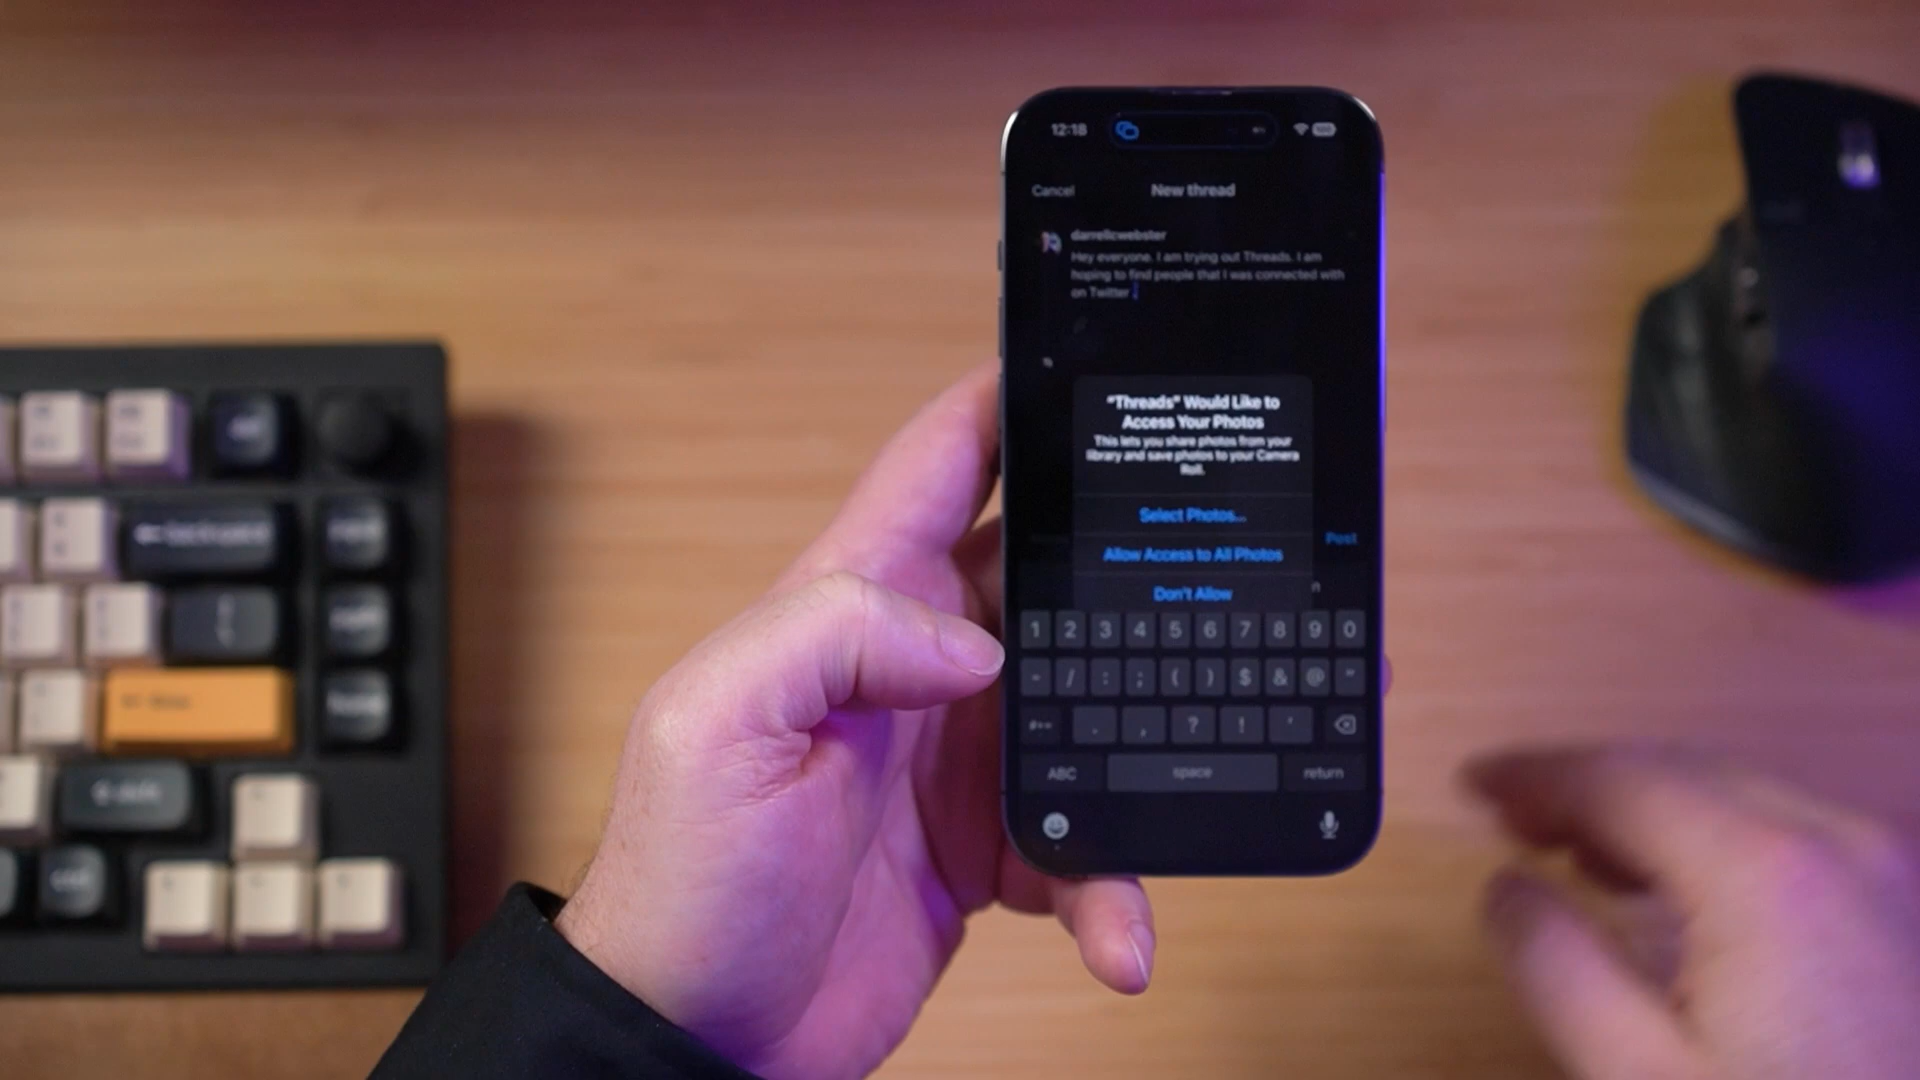 12:18
Cancel
New thread
darrellcwebster
Hey everyone. I am trying out Threads. I am
hoping to find people that I was connected with
on Twitter
"Threads" Would Like to
Access Your Photos
This lets you share photos from your
library and save photos to your Camera
Roll.
Select Photos...
Post
Allow Access to All Photos
Don't Allow
1 2 3 4 5 6 7 8 9 0
- / : ; ( ) $ & @ "
#+= . , ? ! '
ABC space return